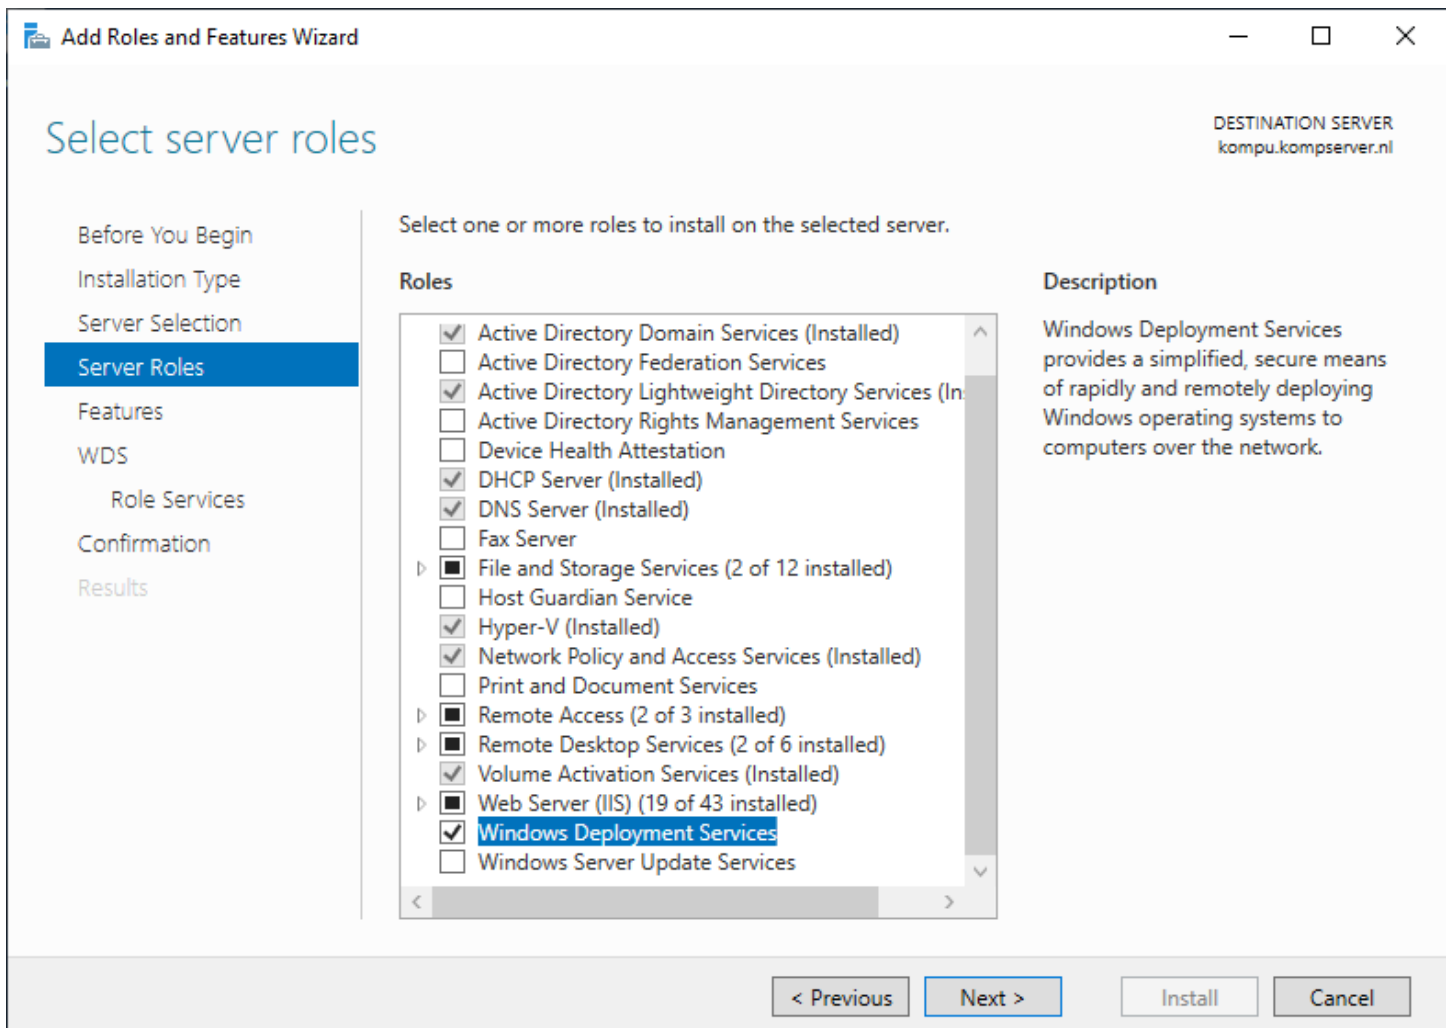 Add Roles and Features Wizard
Select server roles
DESTINATION SERVER
kompu.kompserver.nl
Before You Begin
Installation Type
Server Selection
Server Roles
Features
WDS
Role Services
Confirmation
Results
Select one or more roles to install on the selected server.
Roles
Active Directory Domain Services (Installed)
Active Directory Federation Services
Active Directory Lightweight Directory Services (In
Active Directory Rights Management Services
Device Health Attestation
DHCP Server (Installed)
DNS Server (Installed)
Fax Server
File and Storage Services (2 of 12 installed)
Host Guardian Service
Hyper-V (Installed)
Network Policy and Access Services (Installed)
Print and Document Services
Remote Access (2 of 3 installed)
Remote Desktop Services (2 of 6 installed)
Volume Activation Services (Installed)
Web Server (IIS) (19 of 43 installed)
Windows Deployment Services
Windows Server Update Services
Description
Windows Deployment Services
provides a simplified, secure means
of rapidly and remotely deploying
Windows operating systems to
computers over the network.
< Previous
Next >
Install
Cancel